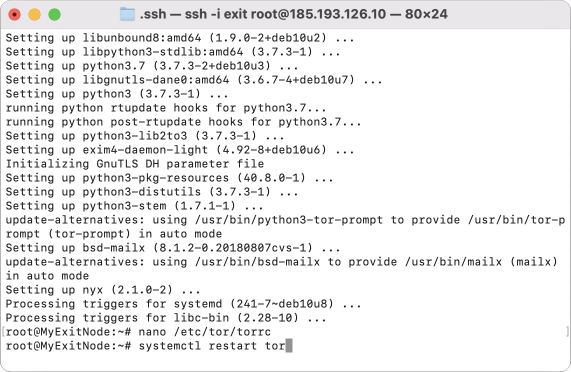 .ssh — ssh -i exit root@185.193.126.10 — 80×24
Setting up libunbound8:amd64 (1.9.0-2+deb10u2) ...
Setting up libpython3-stdlib:amd64 (3.7.3-1) ...
Setting up python3.7 (3.7.3-2+deb10u3) ...
Setting up libgnutls-dane0:amd64 (3.6.7-4+deb10u7) ...
Setting up python3 (3.7.3-1) ...
running python rtupdate hooks for python3.7...
running python post-rtupdate hooks for python3.7...
Setting up python3-lib2to3 (3.7.3-1) ...
Setting up exim4-daemon-light (4.92-8+deb10u6) ...
Initializing GnuTLS DH parameter file
Setting up python3-pkg-resources (40.8.0-1) ...
Setting up python3-distutils (3.7.3-1) ...
Setting up python3-stem (1.7.1-1) ...
update-alternatives: using /usr/bin/python3-tor-prompt to provide /usr/bin/tor-p
rompt (tor-prompt) in auto mode
Setting up bsd-mailx (8.1.2-0.20180807cvs-1) ...
update-alternatives: using /usr/bin/bsd-mailx to provide /usr/bin/mailx (mailx)
in auto mode
Setting up nyx (2.1.0-2) ...
Processing triggers for systemd (241-7~deb10u8) ...
Processing triggers for libc-bin (2.28-10) ...
[root@MyExitNode:~# nano /etc/tor/torrc ]
root@MyExitNode:~# systemctl restart tor